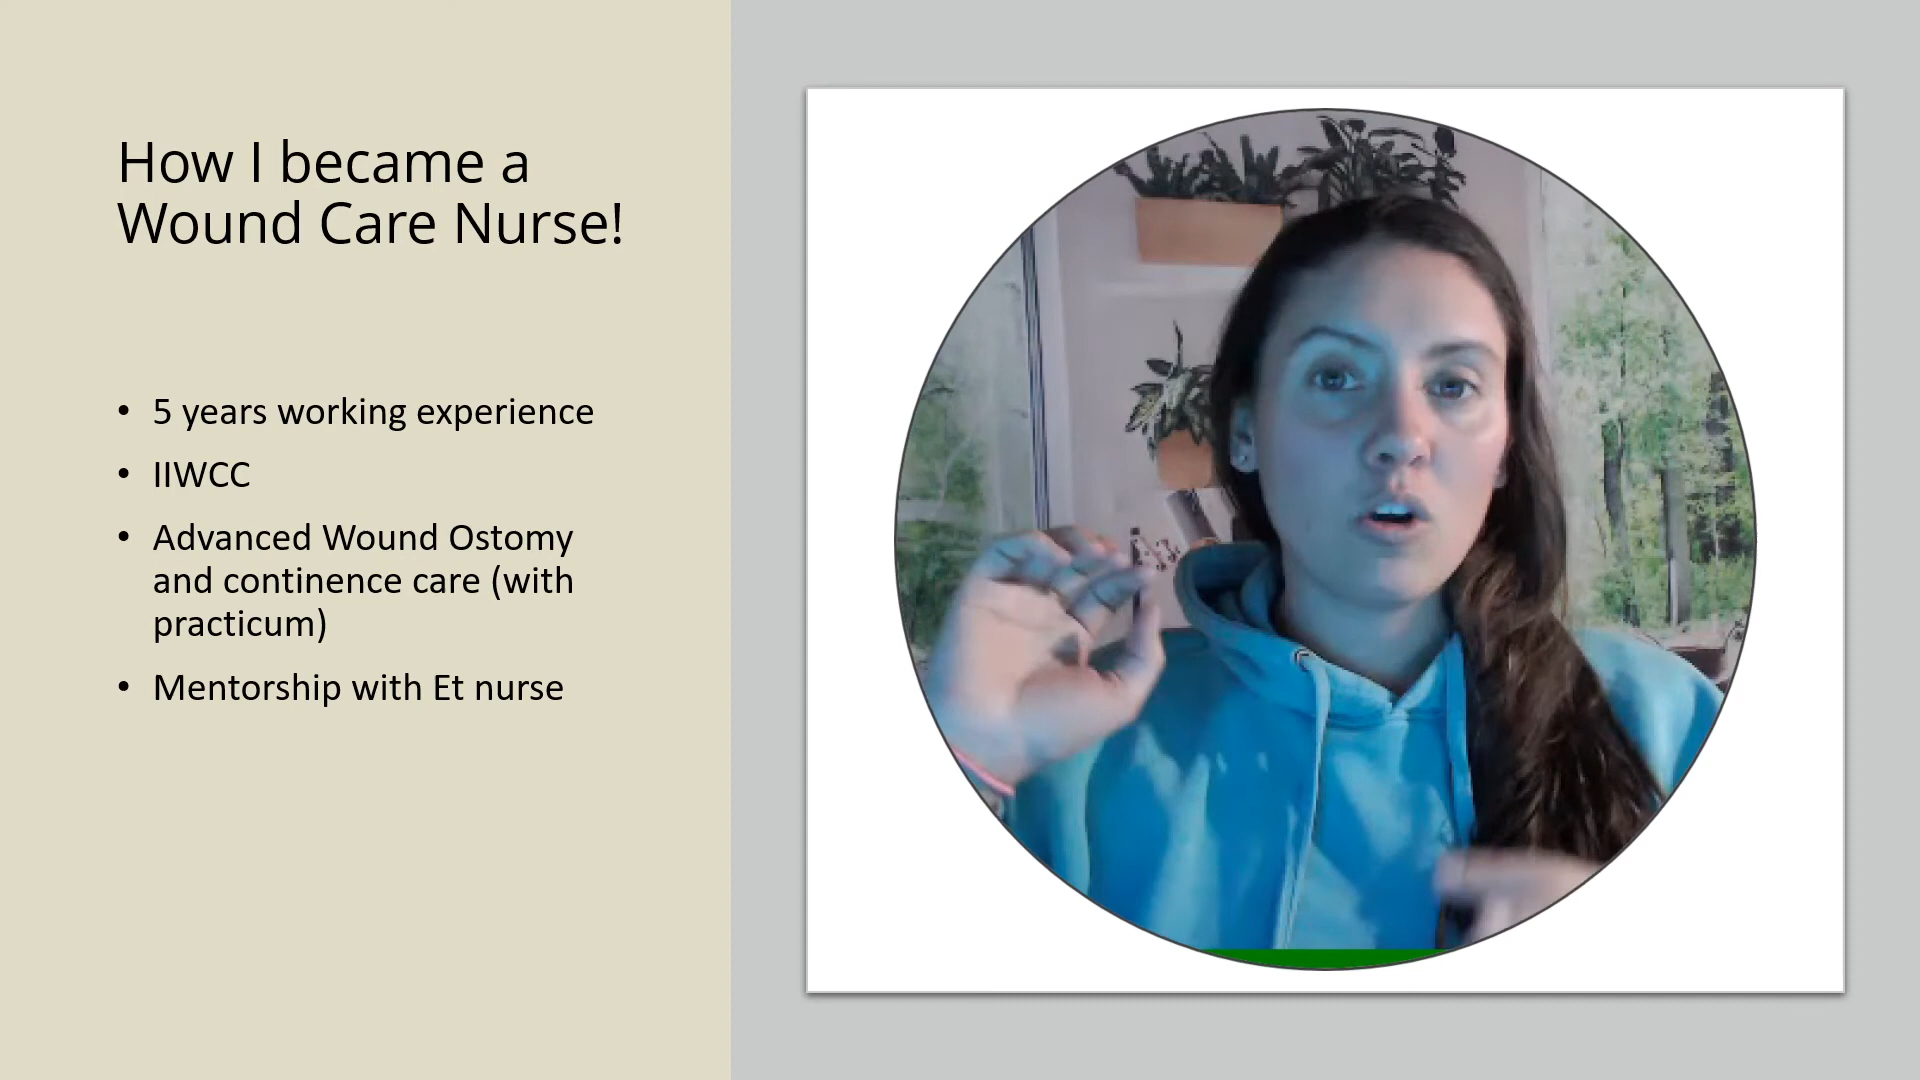 How I became a
Wound Care Nurse!
• 5 years working experience
• IIWCC
• Advanced Wound Ostomy
and continence care (with
practicum)
• Mentorship with Et nurse